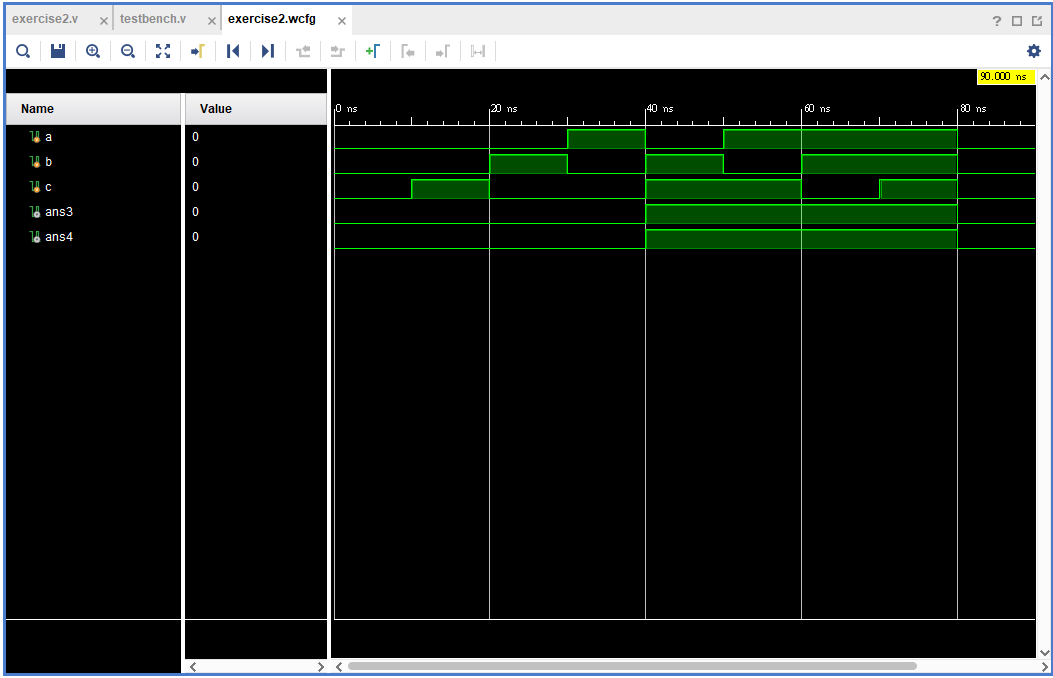 exercise2.v × testbench.v × exercise2.wcfg ×
?
90.000 ns
Name Value
0 ns 20 ns 40 ns 60 ns 80 ns
a 0
b 0
c 0
ans3 0
ans4 0